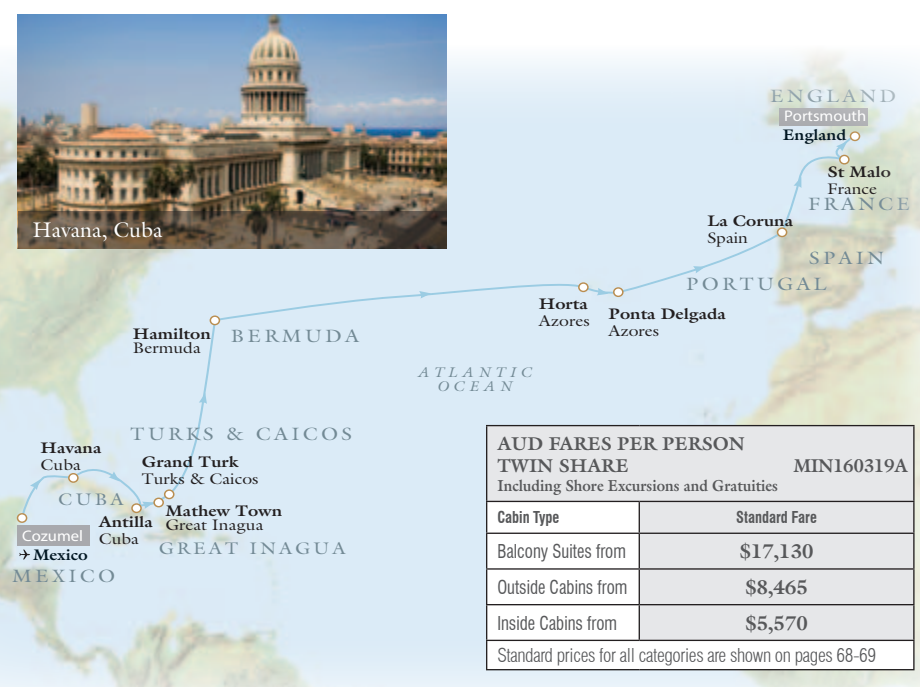 Havana, Cuba
ENGLAND
Portsmouth
England
St Malo
France
FRANCE
La Coruna
Spain
SPAIN
PORTUGAL
Horta
Azores
Ponta Delgada
Azores
Hamilton
Bermuda
BERMUDA
ATLANTIC
OCEAN
TURKS & CAICOS
Havana
Cuba
Grand Turk
Turks & Caicos
CUBA
Antilla
Cuba
Mathew Town
Great Inagua
GREAT INAGUA
Cozumel
Mexico
MEXICO
AUD FARES PER PERSON
TWIN SHARE MIN160319A
Including Shore Excursions and Gratuities
Cabin Type Standard Fare
Balcony Suites from $17,130
Outside Cabins from $8,465
Inside Cabins from $5,570
Standard prices for all categories are shown on pages 68-69